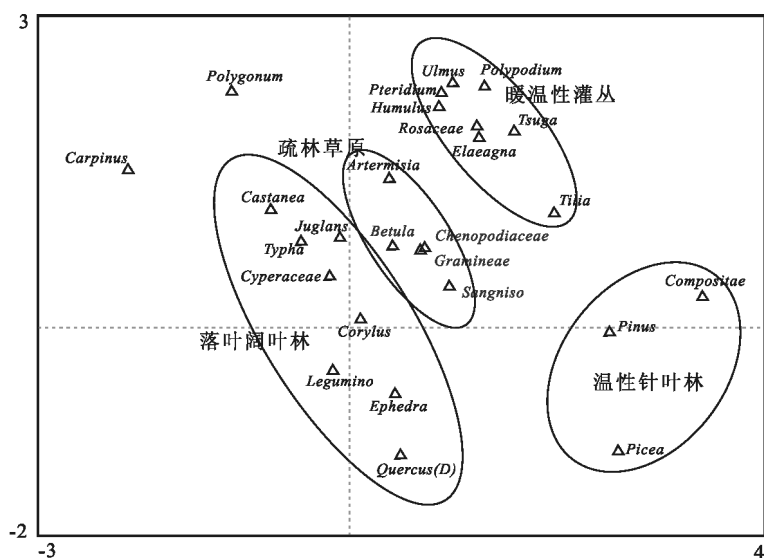 3
Ulmus
Polypodium
Polygonum
Pteridium
暖温性灌丛
Humulus
Rosaceae
Tsuga
疏林草原
Elaeagna
Carpinus
Artermisia
Castanea
Tilia
Juglans
Betula
Chenopodiaceae
Typha
Gramineae
Cyperaceae
Compositae
Sangniso
Corylus
Pinus
落叶阔叶林
Legumino
温性针叶林
Ephedra
Picea
Quercus(D)
-2
-3
4